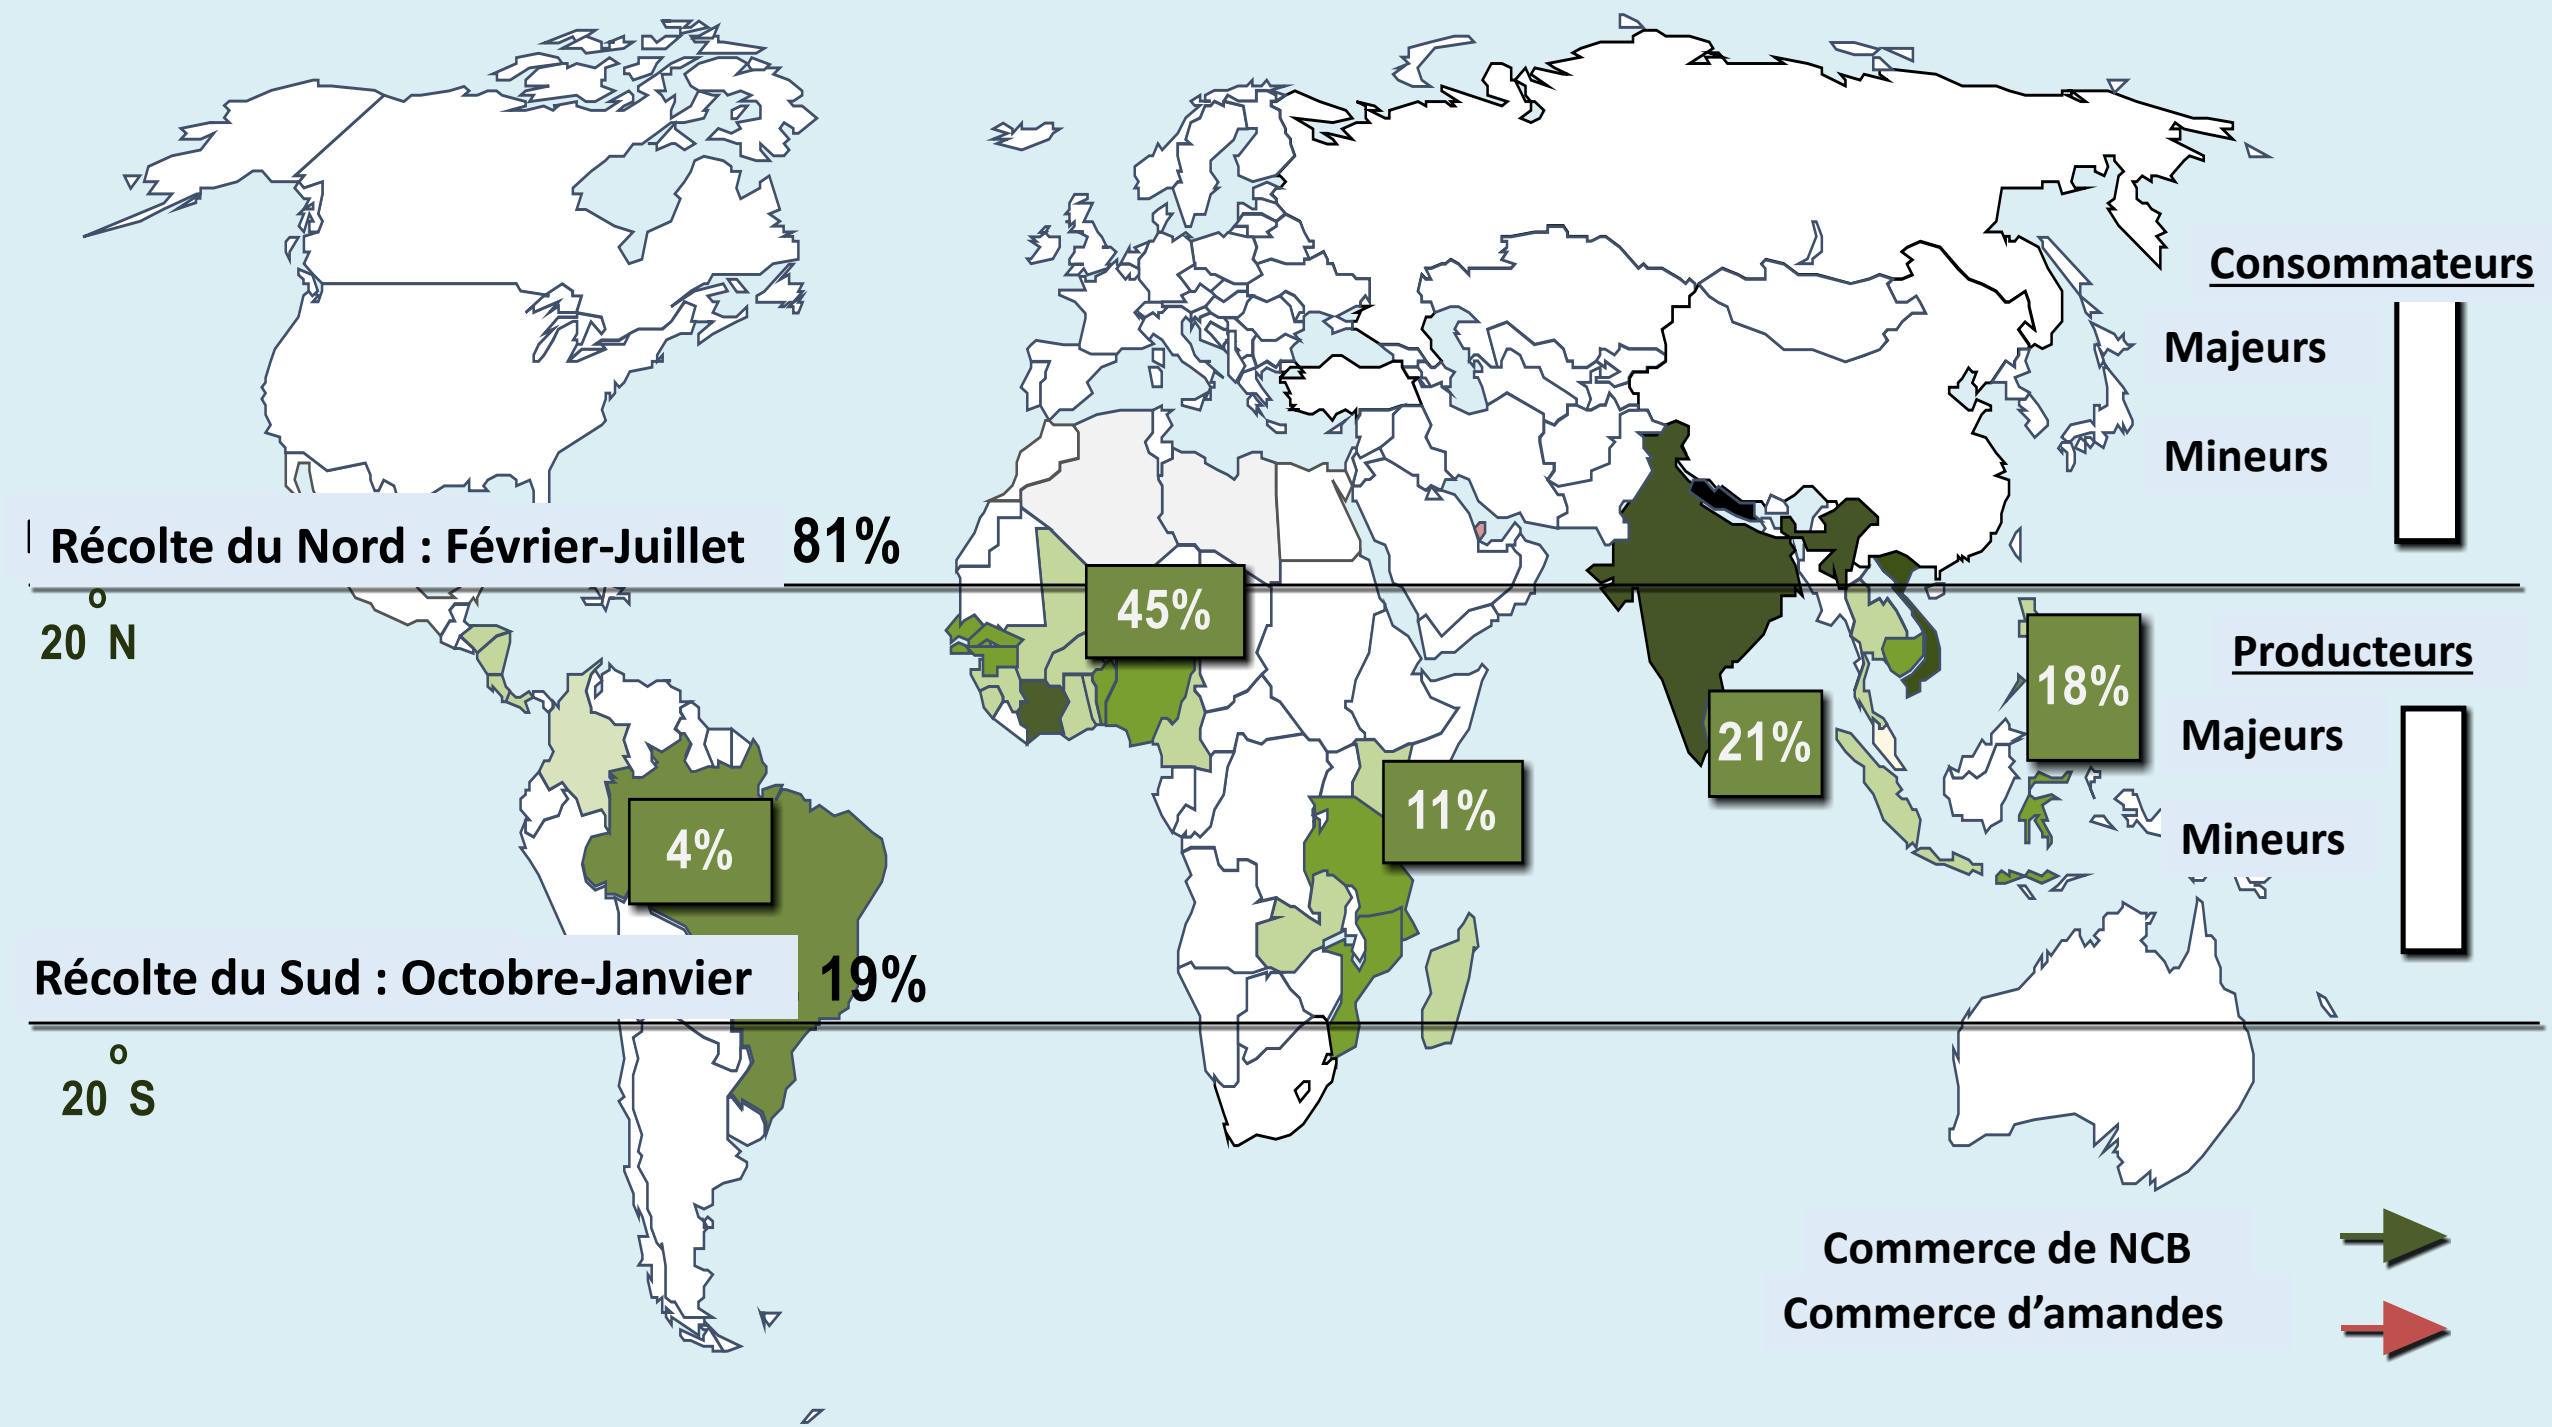 Consommateurs
Majeurs
Mineurs
Récolte du Nord : Février-Juillet 81%
20 o N
45%
18%
Producteurs
21%
Majeurs
11%
4%
Mineurs
Récolte du Sud : Octobre-Janvier 19%
20 o S
Commerce de NCB
Commerce d’amandes